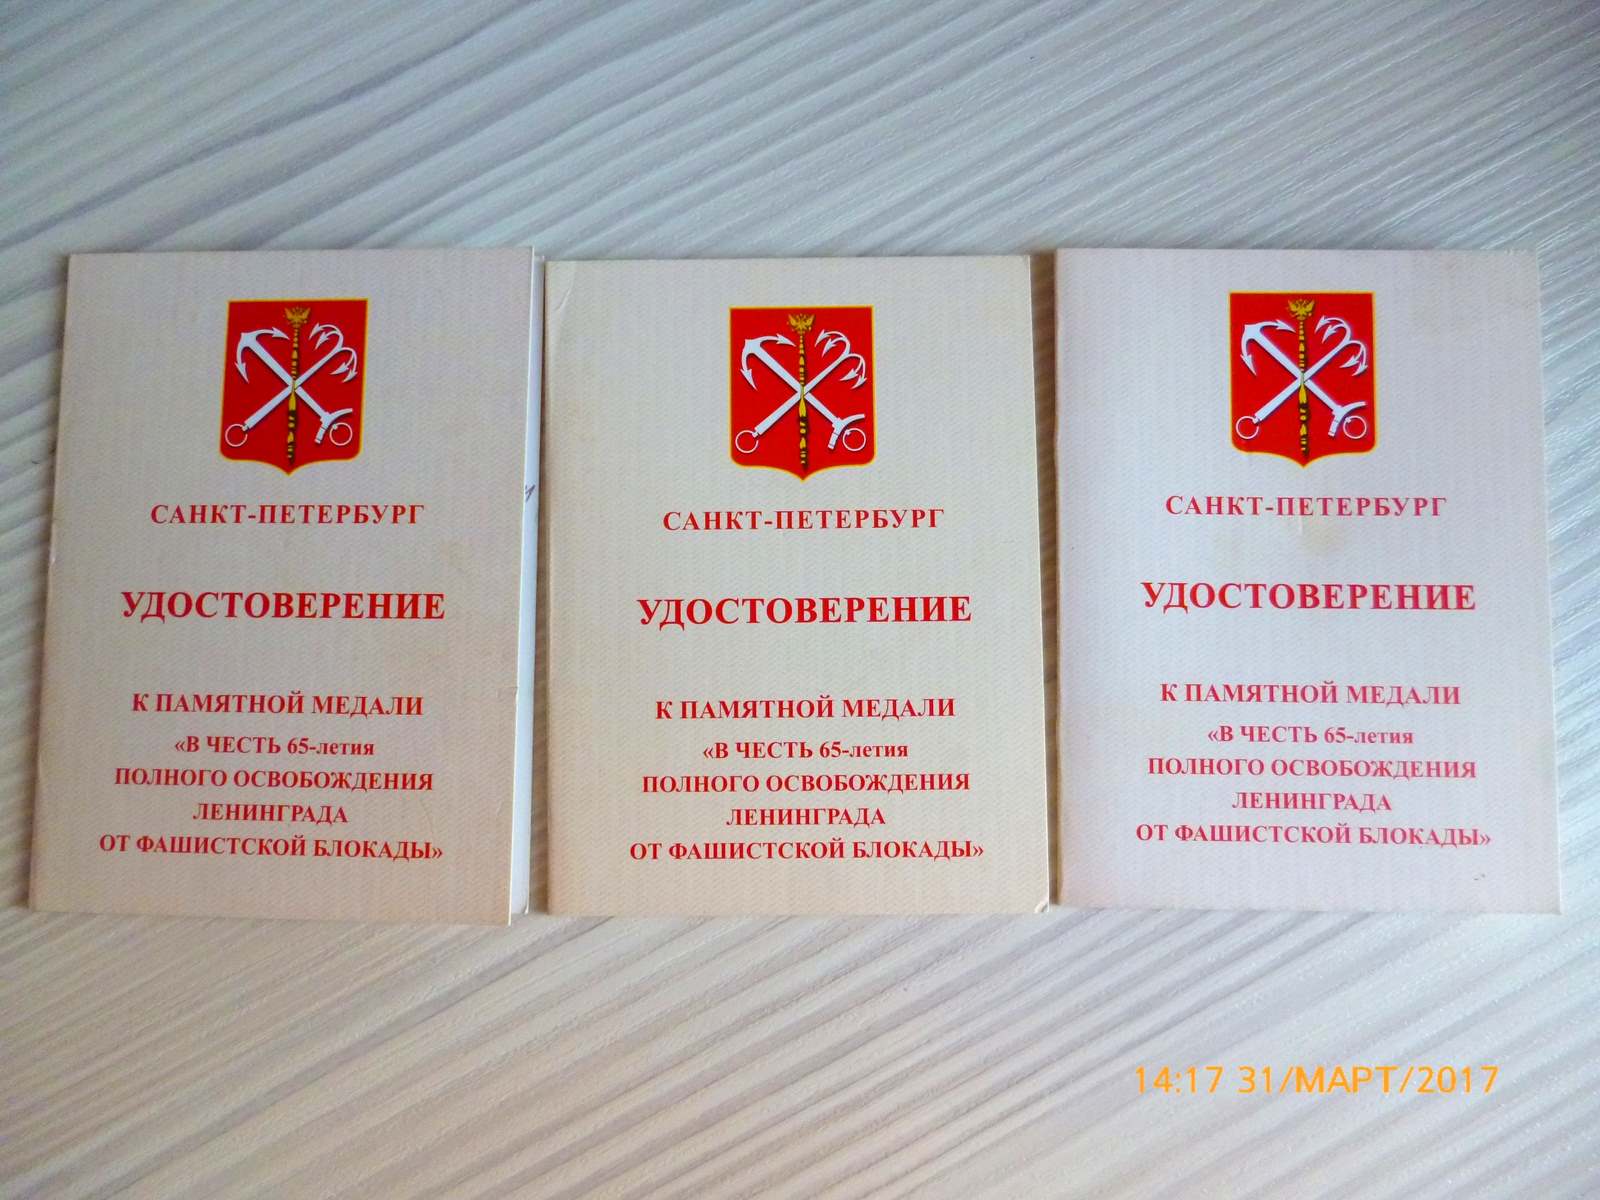 САНКТ-ПЕТЕРБУРГ
УДОСТОВЕРЕНИЕ
К ПАМЯТНОЙ МЕДАЛИ
«В ЧЕСТЬ 65-летия
ПОЛНОГО ОСВОБОЖДЕНИЯ
ЛЕНИНГРАДА
ОТ ФАШИСТСКОЙ БЛОКАДЫ»
САНКТ-ПЕТЕРБУРГ
УДОСТОВЕРЕНИЕ
К ПАМЯТНОЙ МЕДАЛИ
«В ЧЕСТЬ 65-летия
ПОЛНОГО ОСВОБОЖДЕНИЯ
ЛЕНИНГРАДА
ОТ ФАШИСТСКОЙ БЛОКАДЫ»
САНКТ-ПЕТЕРБУРГ
УДОСТОВЕРЕНИЕ
К ПАМЯТНОЙ МЕДАЛИ
«В ЧЕСТЬ 65-летия
ПОЛНОГО ОСВОБОЖДЕНИЯ
ЛЕНИНГРАДА
ОТ ФАШИСТСКОЙ БЛОКАДЫ»
14:17 31/МАРТ/2017